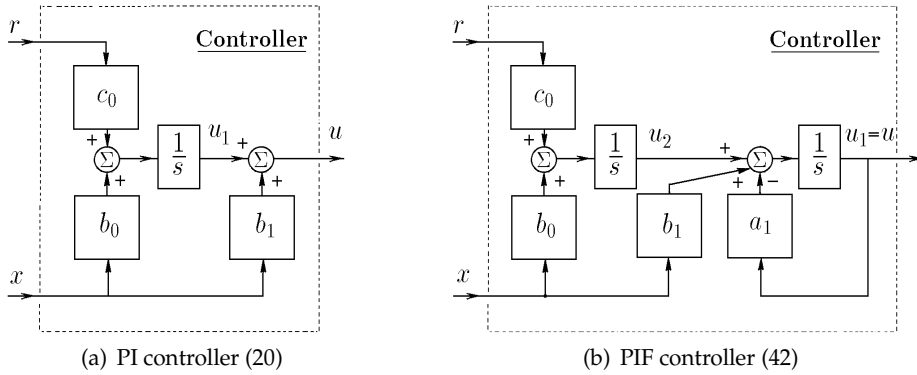 r
Controller
c₀
+
Σ
+
1/s
u₁
+
Σ
+
u
b₀
b₁
x
(a) PI controller (20)
r
Controller
c₀
+
Σ
+
1/s
u₂
+
Σ
+
−
1/s
u₁=u
b₀
b₁
a₁
x
(b) PIF controller (42)